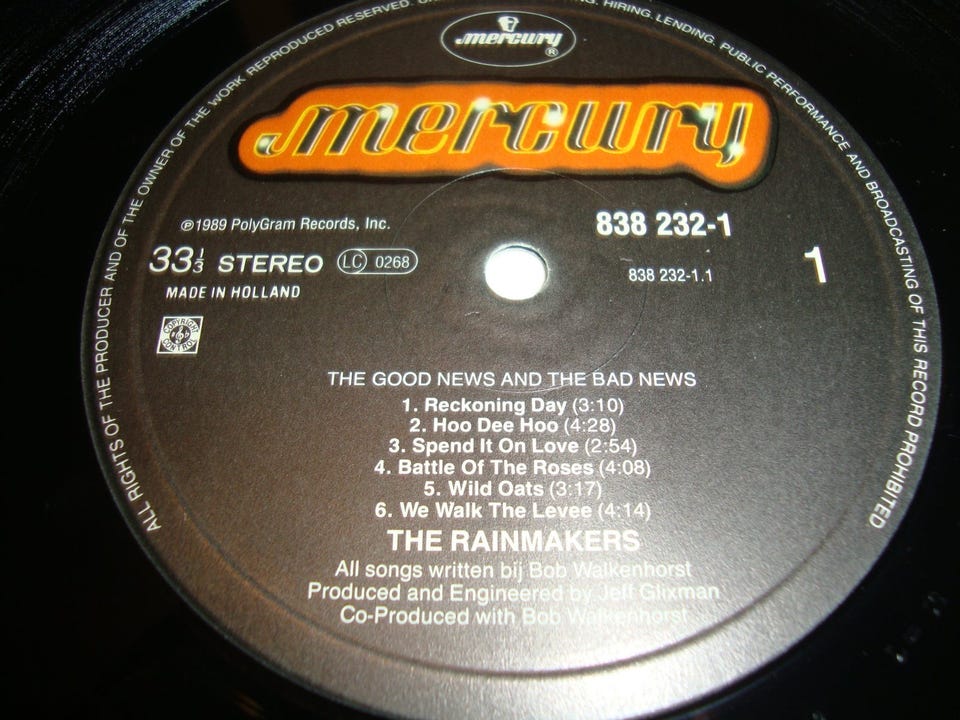 mercury ®
mercury
℗1989 PolyGram Records, Inc.
838 232-1
33⅓ STEREO LC 0268
838 232-1.1
1
MADE IN HOLLAND
COPYRIGHT CONTROL
THE GOOD NEWS AND THE BAD NEWS
1. Reckoning Day (3:10)
2. Hoo Dee Hoo (4:28)
3. Spend It On Love (2:54)
4. Battle Of The Roses (4:08)
5. Wild Oats (3:17)
6. We Walk The Levee (4:14)
THE RAINMAKERS
All songs written bij Bob Walkenhorst
Produced and Engineered by Jeff Glixman
Co-Produced with Bob Walkenhorst
ALL RIGHTS OF THE PRODUCER AND OF THE OWNER OF THE WORK REPRODUCED RESERVED. HIRING. LENDING. PUBLIC PERFORMANCE AND BROADCASTING OF THIS RECORD PROHIBITED